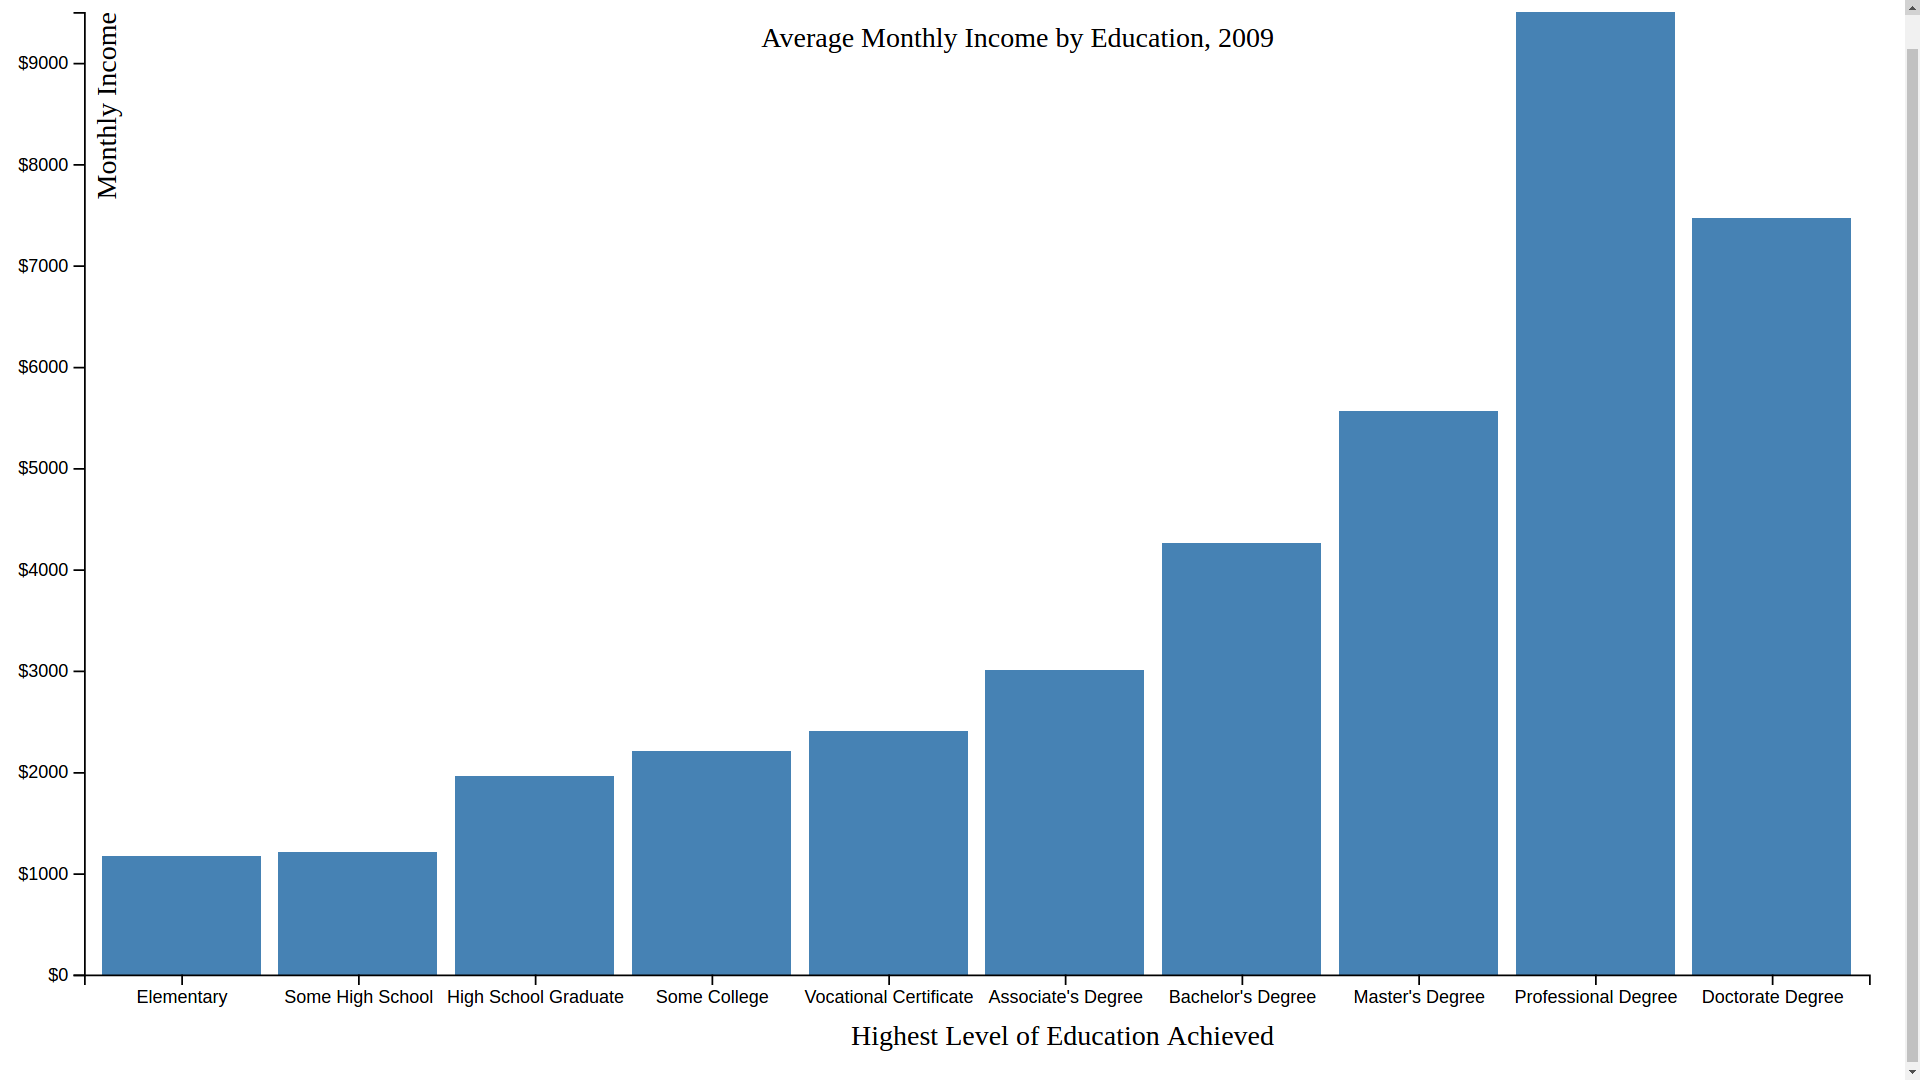 Average Monthly Income by Education, 2009
Monthly Income
$9000
$8000
$7000
$6000
$5000
$4000
$3000
$2000
$1000
$0
Elementary
Some High School
High School Graduate
Some College
Vocational Certificate
Associate's Degree
Bachelor's Degree
Master's Degree
Professional Degree
Doctorate Degree
Highest Level of Education Achieved